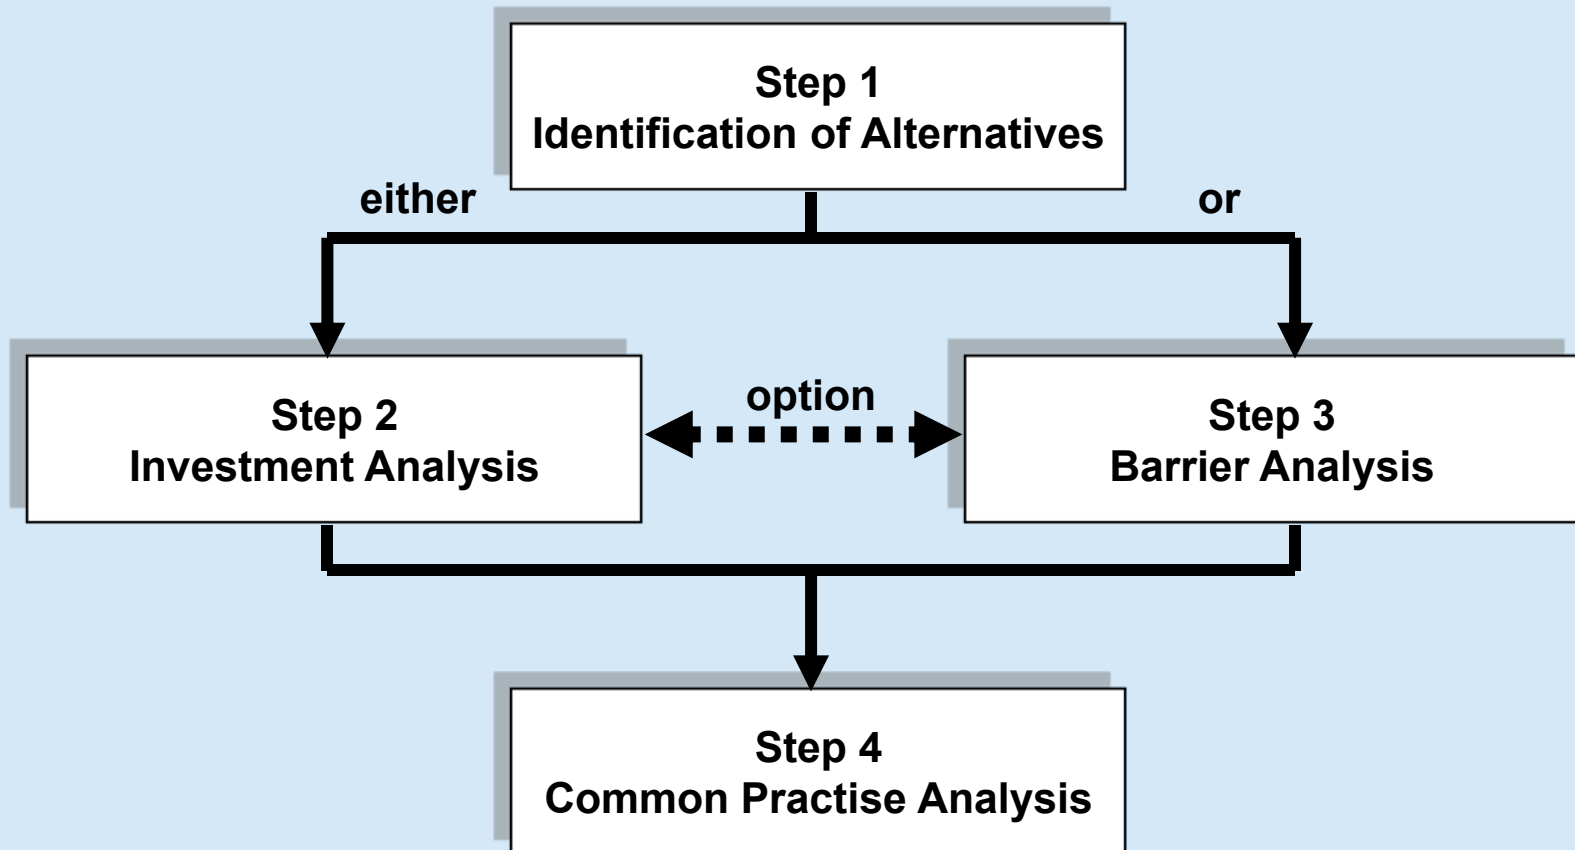 Step 1
Identification of Alternatives
either
or
option
Step 2
Investment Analysis
Step 3
Barrier Analysis
Step 4
Common Practise Analysis